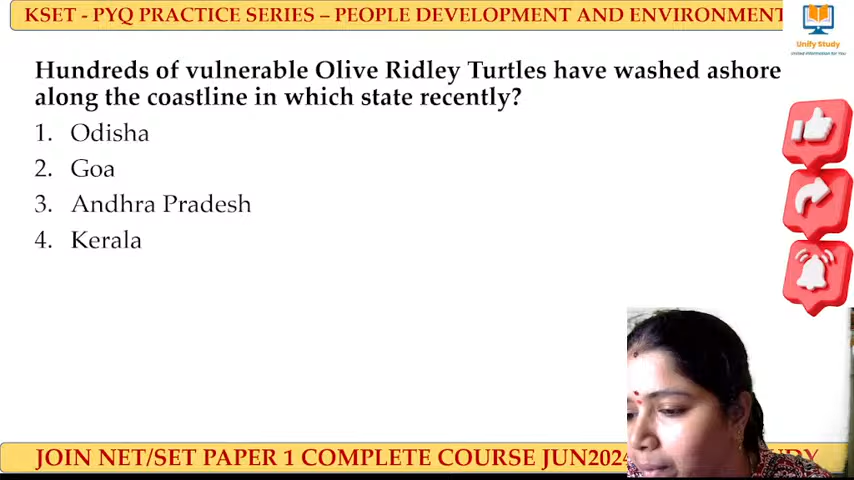 KSET - PYQ PRACTICE SERIES – PEOPLE DEVELOPMENT AND ENVIRONMENT
Unify Study
Hundreds of vulnerable Olive Ridley Turtles have washed ashore
along the coastline in which state recently?
1. Odisha
2. Goa
3. Andhra Pradesh
4. Kerala
JOIN NET/SET PAPER 1 COMPLETE COURSE JUN2024